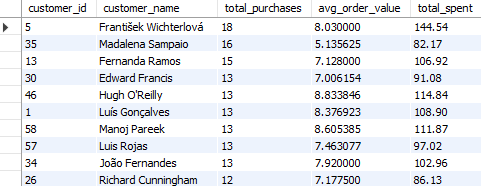 customer_id customer_name total_purchases avg_order_value total_spent
5 František Wichterlová 18 8.030000 144.54
35 Madalena Sampaio 16 5.135625 82.17
13 Fernanda Ramos 15 7.128000 106.92
30 Edward Francis 13 7.006154 91.08
46 Hugh O'Reilly 13 8.833846 114.84
1 Luís Gonçalves 13 8.376923 108.90
58 Manoj Pareek 13 8.605385 111.87
57 Luis Rojas 13 7.463077 97.02
34 João Fernandes 13 7.920000 102.96
26 Richard Cunningham 12 7.177500 86.13